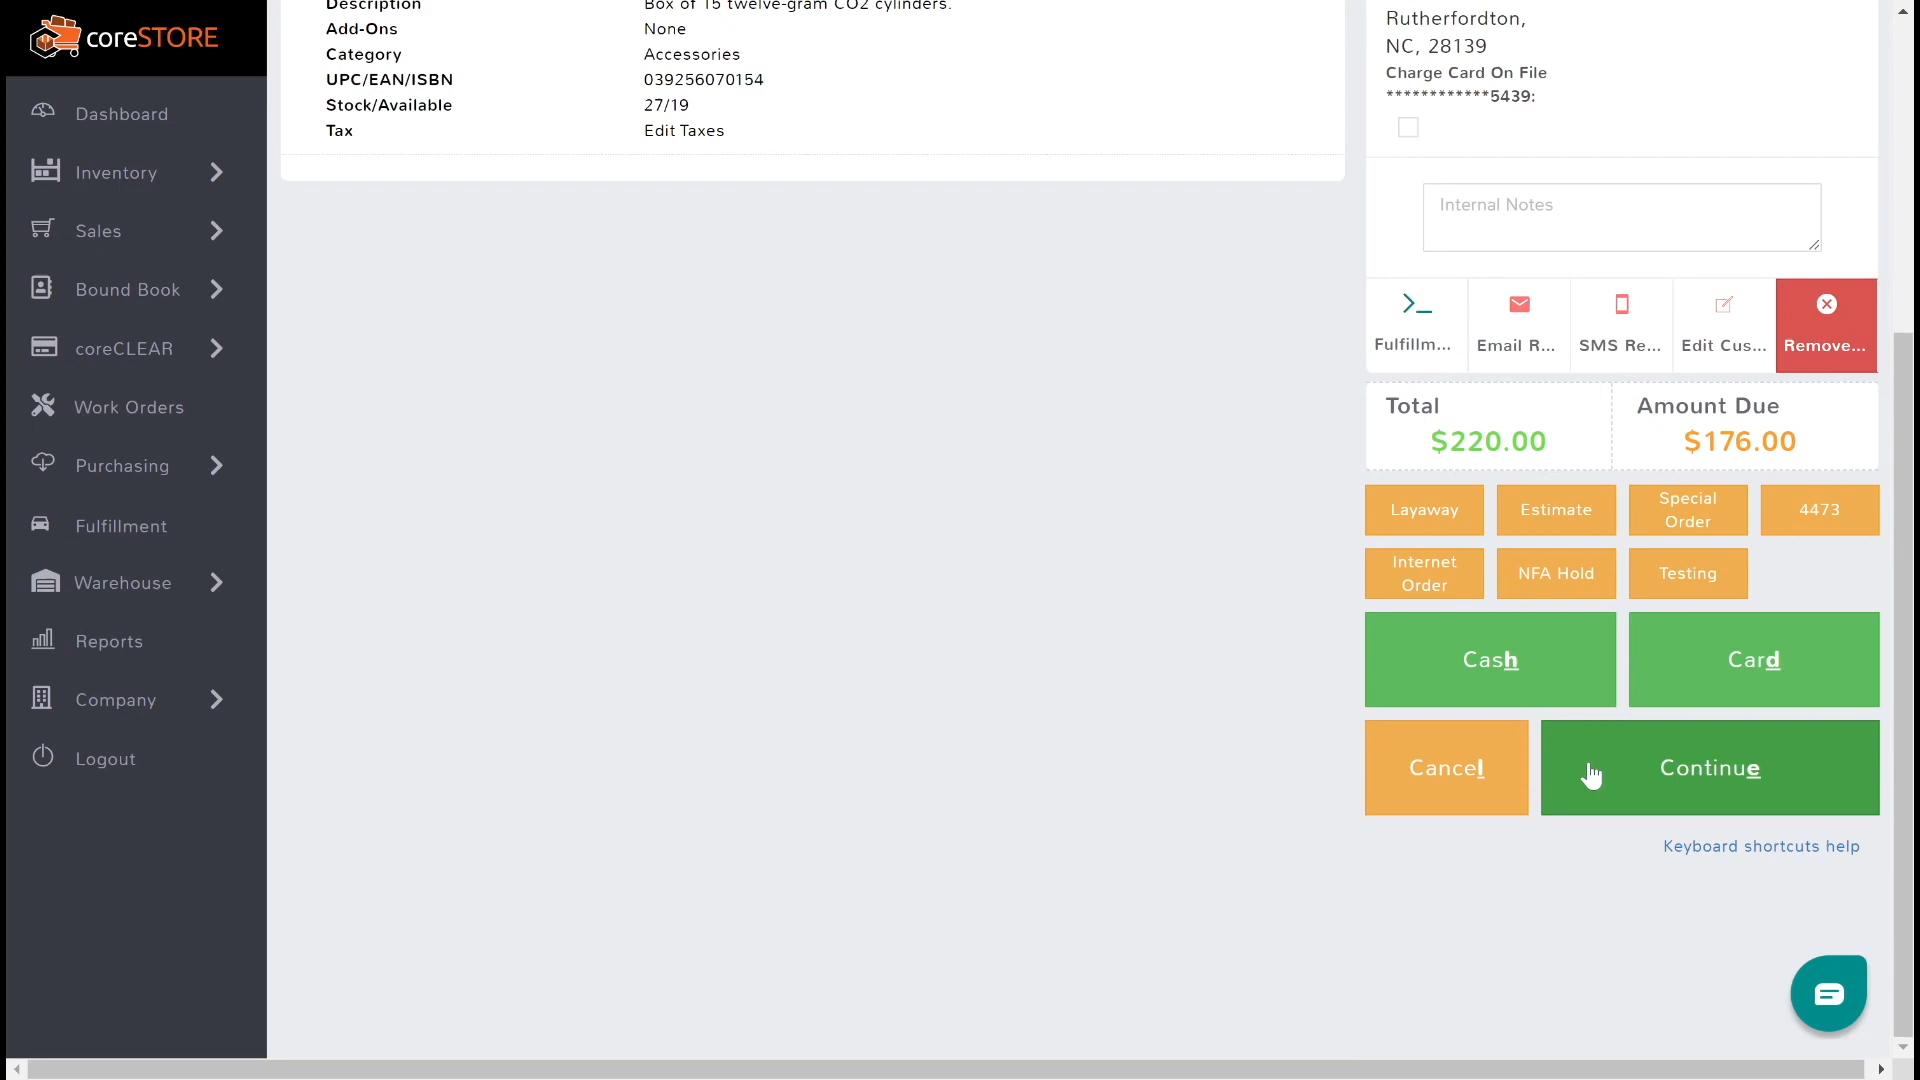 coreSTORE
Dashboard
Inventory
Sales
Bound Book
coreCLEAR
Work Orders
Purchasing
Fulfillment
Warehouse
Reports
Company
Logout
Description Box of 15 twelve-gram CO2 cylinders.
Add-Ons None
Category Accessories
UPC/EAN/ISBN 039256070154
Stock/Available 27/19
Tax Edit Taxes
Rutherfordton,
NC, 28139
Charge Card On File
************5439:
Internal Notes
Fulfillm... Email R... SMS Re... Edit Cus... Remove...
Total Amount Due
$220.00 $176.00
Layaway Estimate Special Order 4473
Internet Order NFA Hold Testing
Cash Card
Cancel Continue
Keyboard shortcuts help